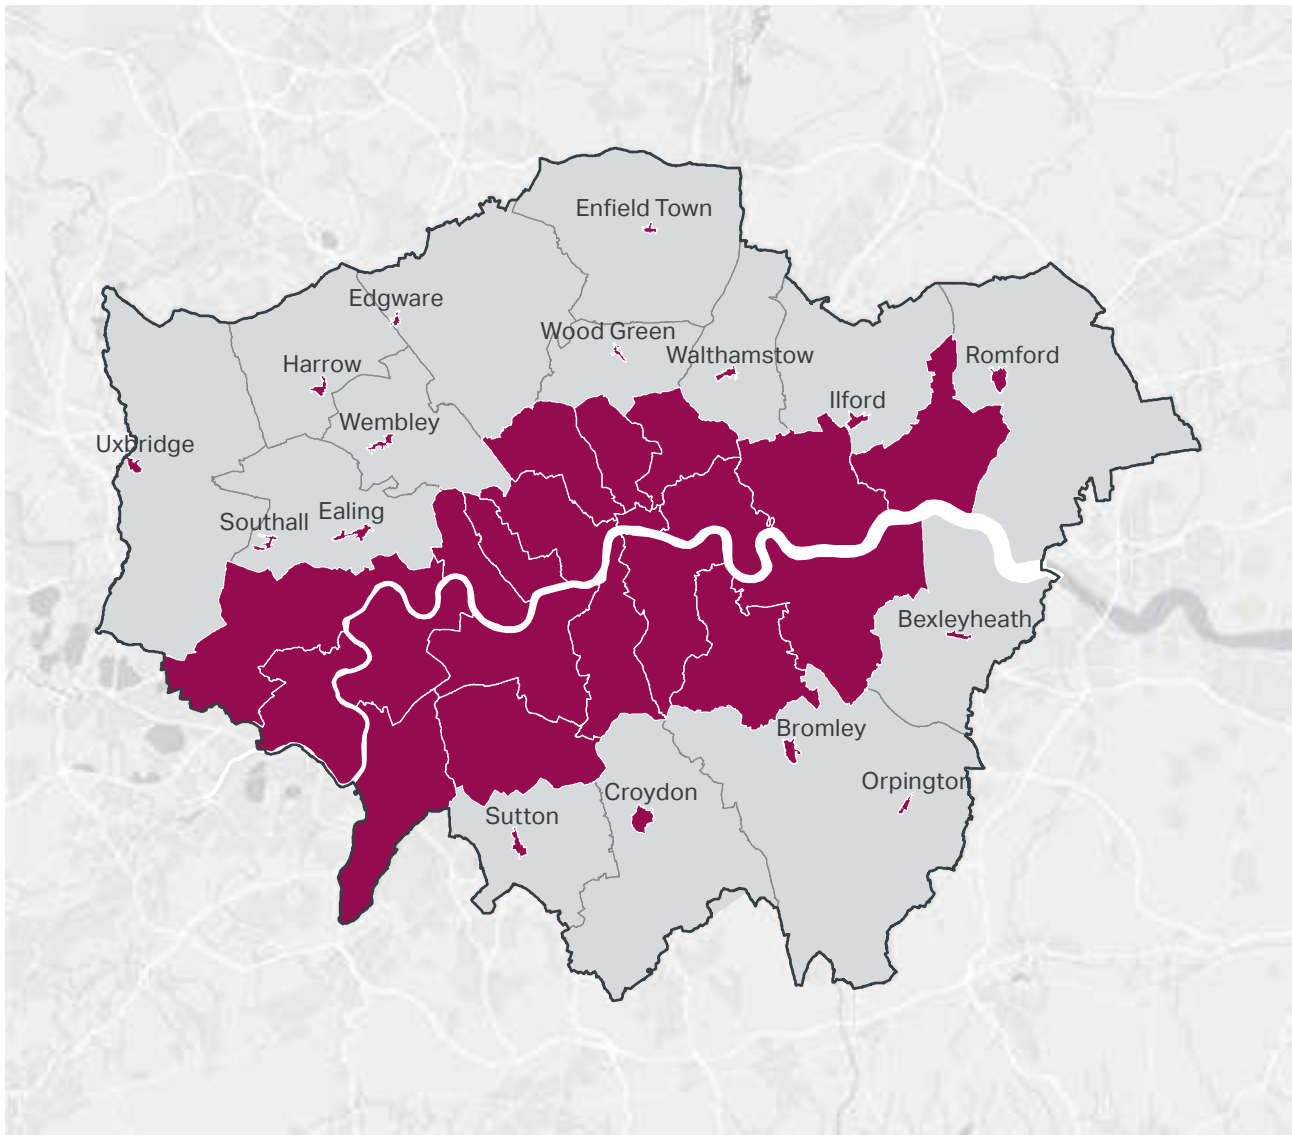 Enfield Town
Edgware
Wood Green
Walthamstow
Romford
Harrow
Ilford
Wembley
Uxbridge
Southall
Ealing
Bexleyheath
Bromley
Orpington
Croydon
Sutton